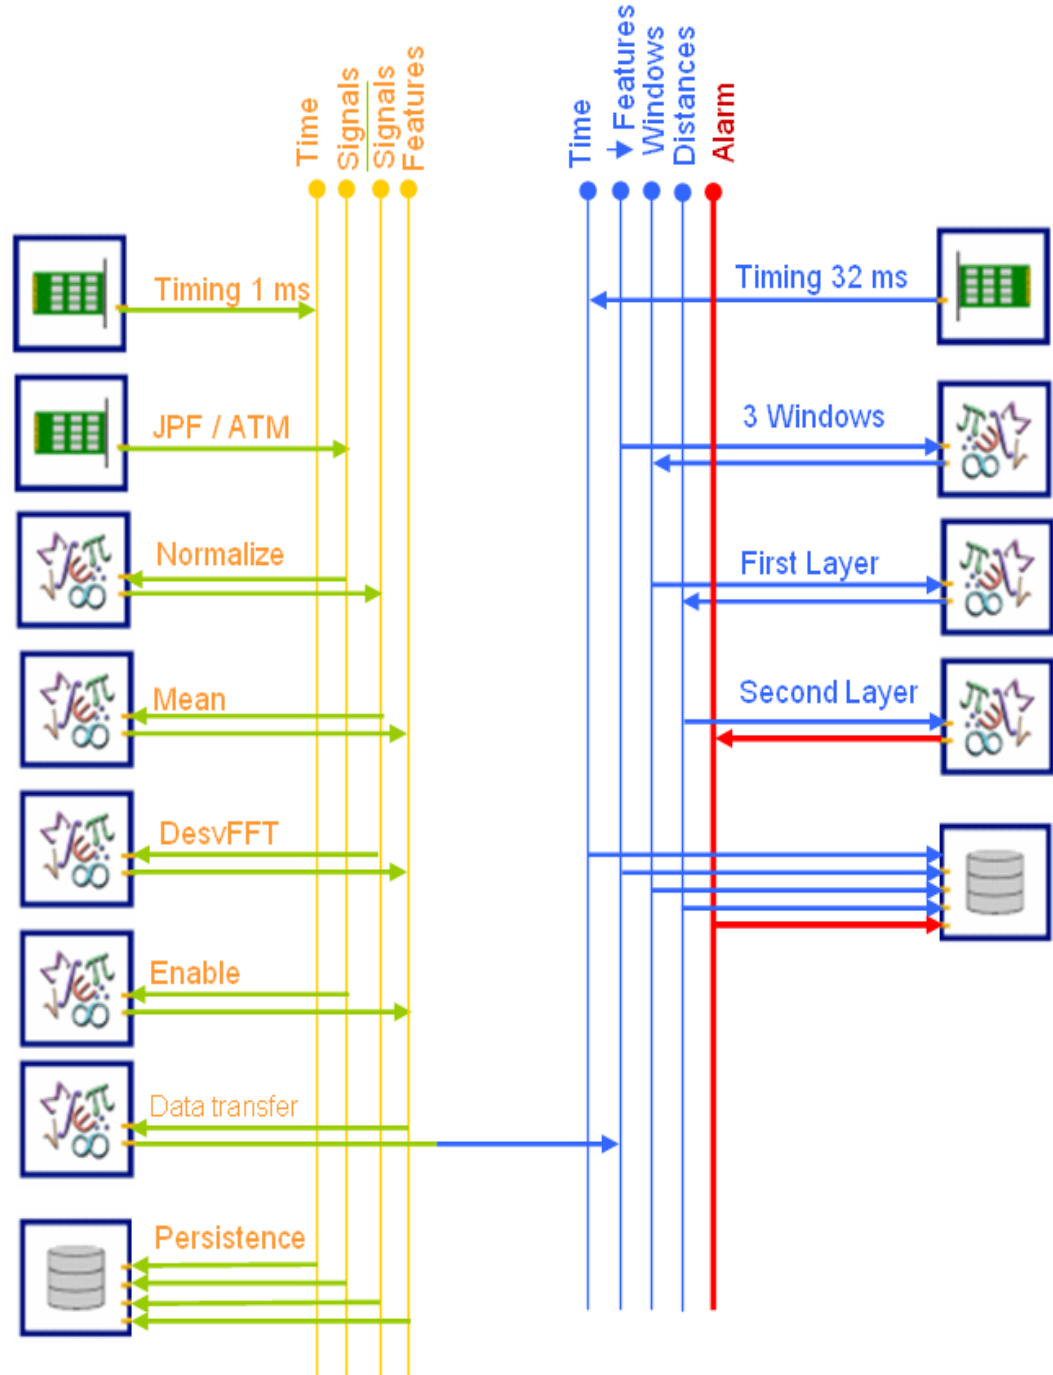 Time
Signals
Signals
Features
Time
Features
Windows
Distances
Alarm
Timing 1 ms
Timing 32 ms
JPF / ATM
3 Windows
Normalize
First Layer
Mean
Second Layer
DesvFFT
Enable
Data transfer
Persistence